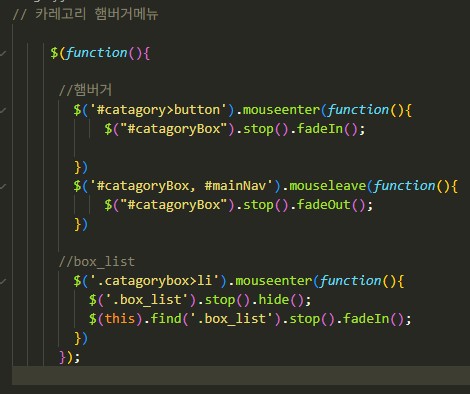 // 카레고리 햄버거메뉴
$(function(){
//햄버거
$('#catagory>button').mouseenter(function(){
$("#catagoryBox").stop().fadeIn();
})
$('#catagoryBox, #mainNav').mouseleave(function(){
$("#catagoryBox").stop().fadeOut();
})
//box_list
$('.catagorybox>li').mouseenter(function(){
$('.box_list').stop().hide();
$(this).find('.box_list').stop().fadeIn();
})
});